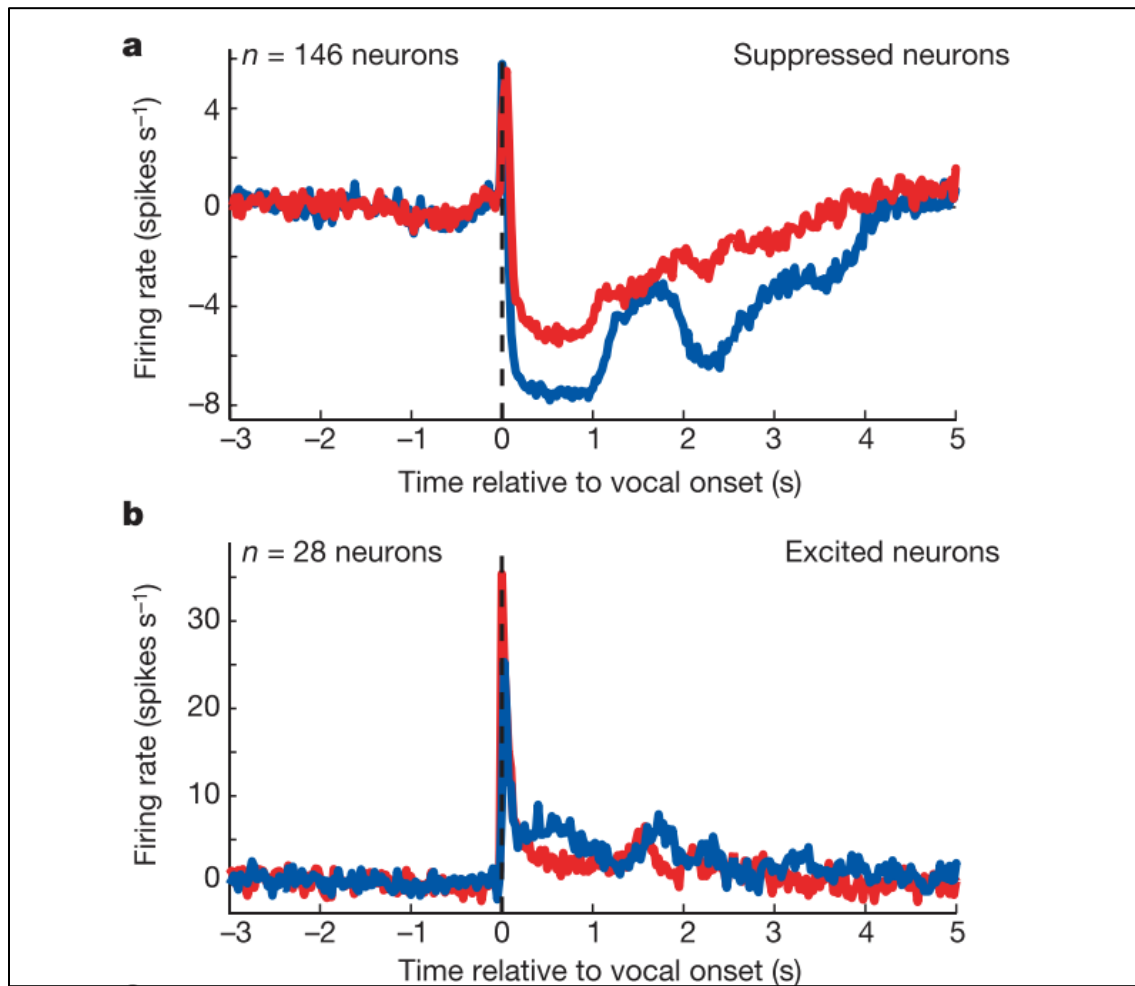 a
n = 146 neurons
Suppressed neurons
Firing rate (spikes s⁻¹)
4
0
−4
−8
−3 −2 −1 0 1 2 3 4 5
Time relative to vocal onset (s)
b
n = 28 neurons
Excited neurons
Firing rate (spikes s⁻¹)
30
20
10
0
−3 −2 −1 0 1 2 3 4 5
Time relative to vocal onset (s)